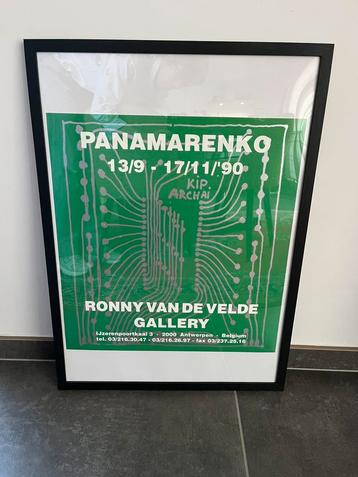 PANAMARENKO
13/9 - 17/11/'90
KIP.
ARCHAI
RONNY VAN DE VELDE
GALLERY
IJzerenpoortkaai 3 - 2000 Antwerpen - Belgium
tel. 03/216.30.47 - 03/216.26.97 - fax 03/237.25.16